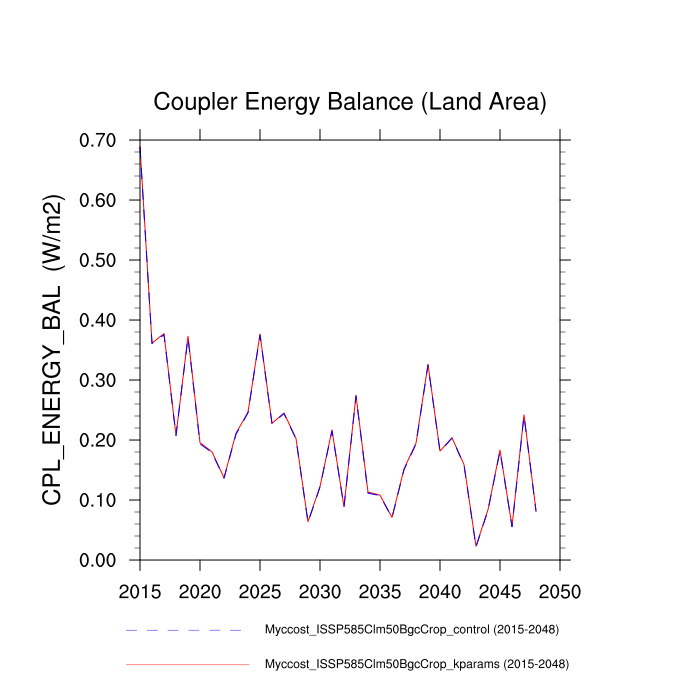 Coupler Energy Balance (Land Area)
CPL_ENERGY_BAL (W/m2)
0.70
0.60
0.50
0.40
0.30
0.20
0.10
0.00
2015 2020 2025 2030 2035 2040 2045 2050
Myccost_ISSP585Clm50BgcCrop_control (2015-2048)
Myccost_ISSP585Clm50BgcCrop_kparams (2015-2048)